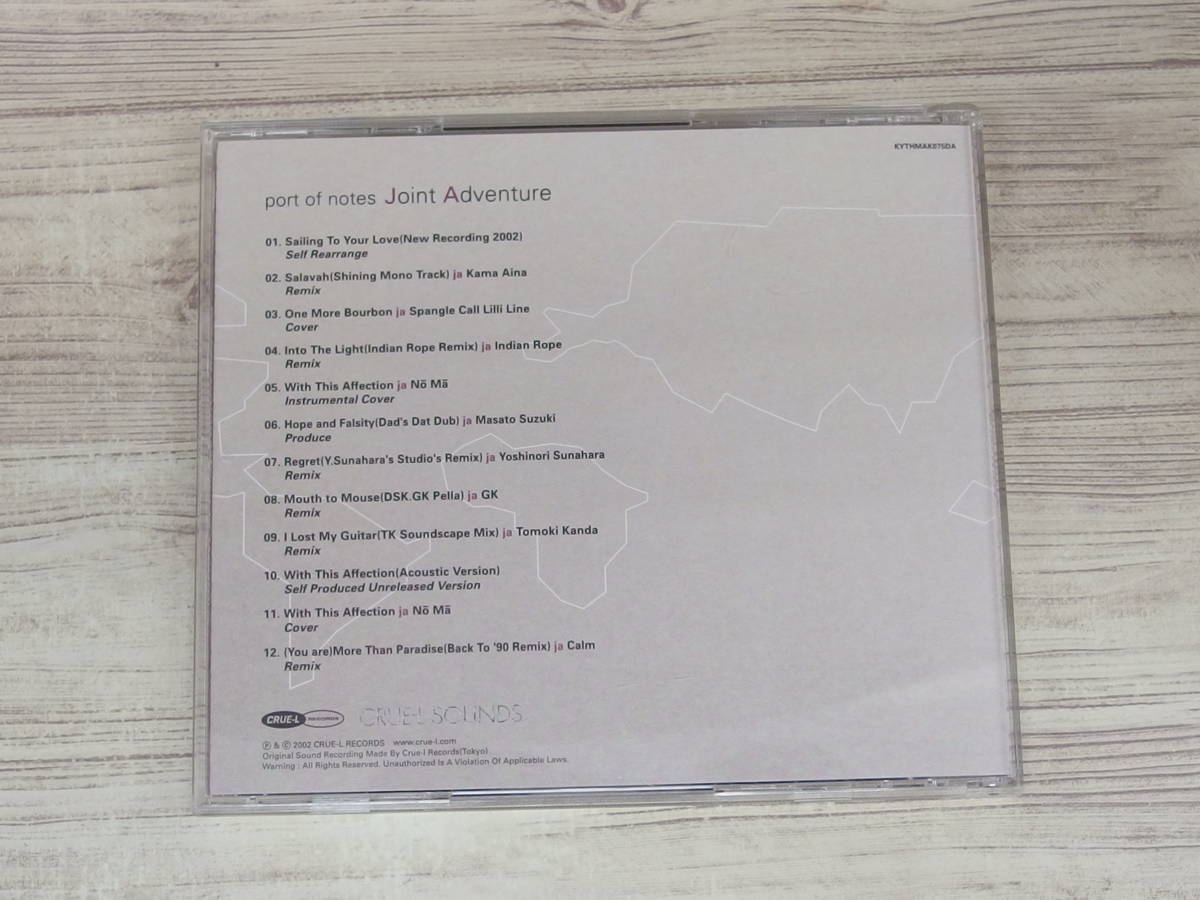 KYTHMAK075DA
port of notes Joint Adventure
01. Sailing To Your Love(New Recording 2002)
Self Rearrange
02. Salavah(Shining Mono Track) ja Kama Aina
Remix
03. One More Bourbon ja Spangle Call Lilli Line
Cover
04. Into The Light(Indian Rope Remix) ja Indian Rope
Remix
05. With This Affection ja Nō Mā
Instrumental Cover
06. Hope and Falsity(Dad's Dat Dub) ja Masato Suzuki
Produce
07. Regret(Y.Sunahara's Studio's Remix) ja Yoshinori Sunahara
Remix
08. Mouth to Mouse(DSK.GK Pella) ja GK
Remix
09. I Lost My Guitar(TK Soundscape Mix) ja Tomoki Kanda
Remix
10. With This Affection(Acoustic Version)
Self Produced Unreleased Version
11. With This Affection ja Nō Mā
Cover
12. (You are)More Than Paradise(Back To '90 Remix) ja Calm
Remix
CRUE-L RECORDS CRUE-L SOUNDS
Ⓟ & © 2002 CRUE-L RECORDS www.crue-l.com
Original Sound Recording Made By Crue-l Records(Tokyo)
Warning : All Rights Reserved. Unauthorized Is A Violation Of Applicable Laws.